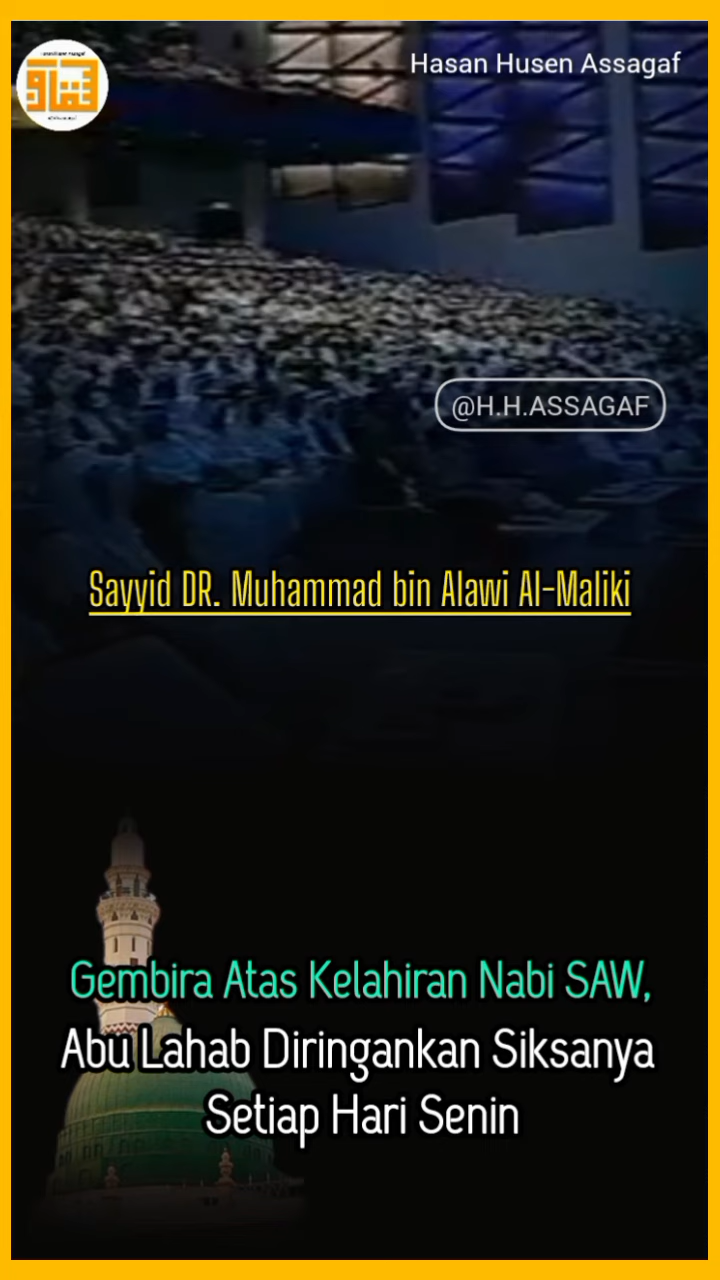 Hasan Husen Assagaf
@H.H.ASSAGAF
Sayyid DR. Muhammad bin Alawi Al-Maliki
Gembira Atas Kelahiran Nabi SAW,
Abu Lahab Diringankan Siksanya
Setiap Hari Senin